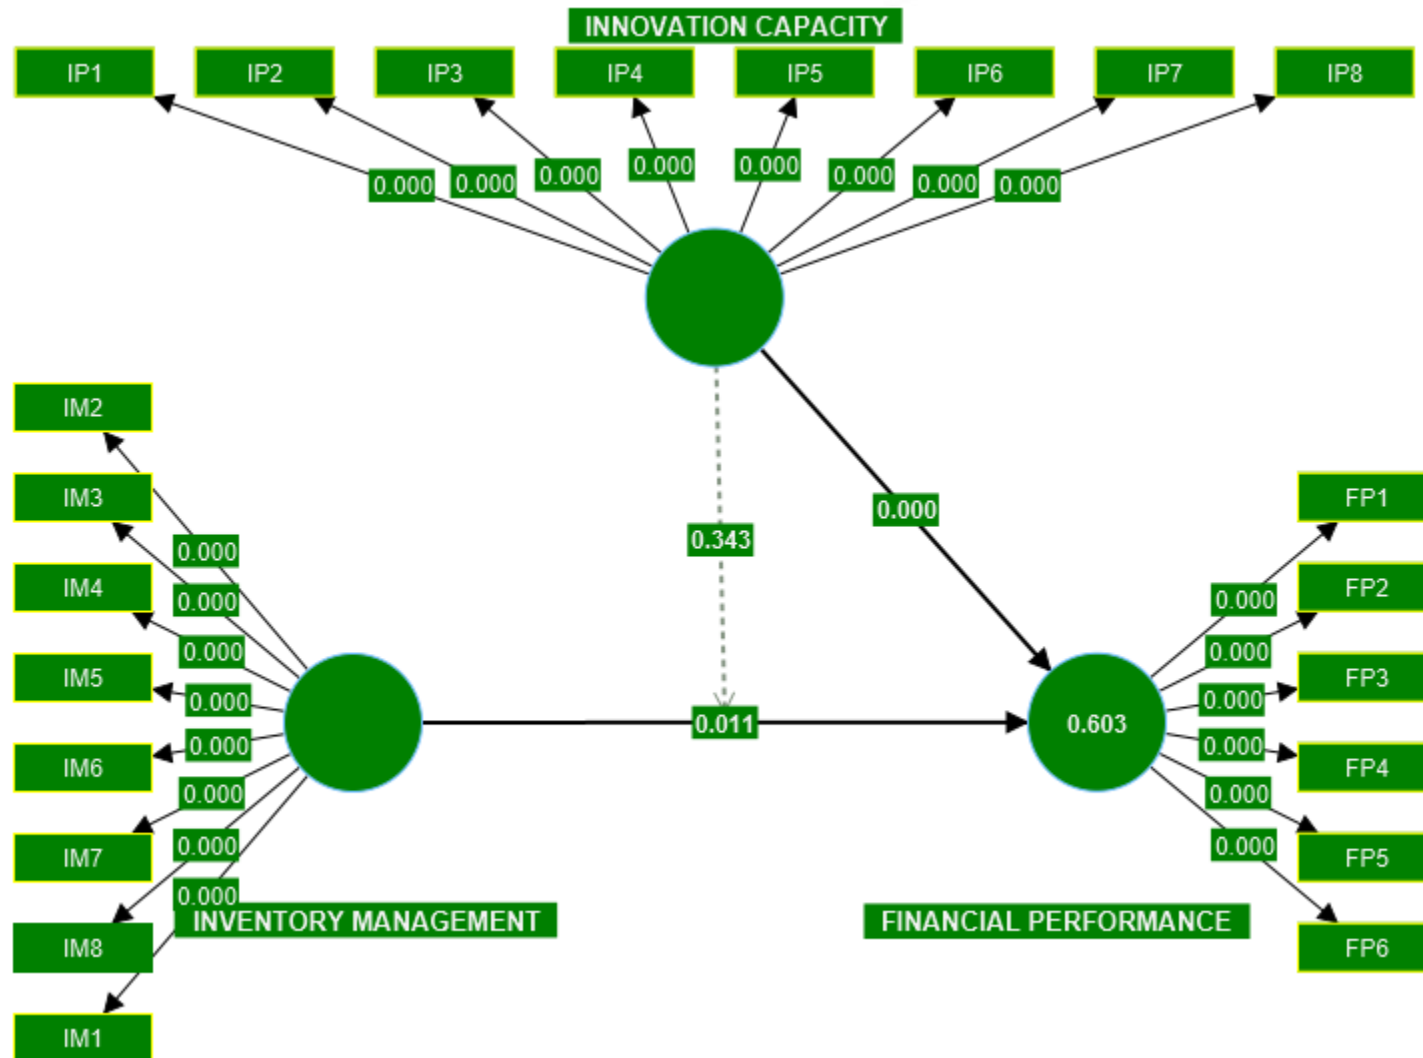 INNOVATION CAPACITY
IP1 IP2 IP3 IP4 IP5 IP6 IP7 IP8
0.000 0.000 0.000 0.000 0.000 0.000 0.000 0.000
IM2
IM3
IM4
IM5
IM6
IM7
IM8
IM1
0.000
0.000
0.000
0.000
0.000
0.000
0.000
0.000
INVENTORY MANAGEMENT
0.343
0.011
0.000
0.603
0.000
0.000
0.000
0.000
0.000
0.000
FP1
FP2
FP3
FP4
FP5
FP6
FINANCIAL PERFORMANCE